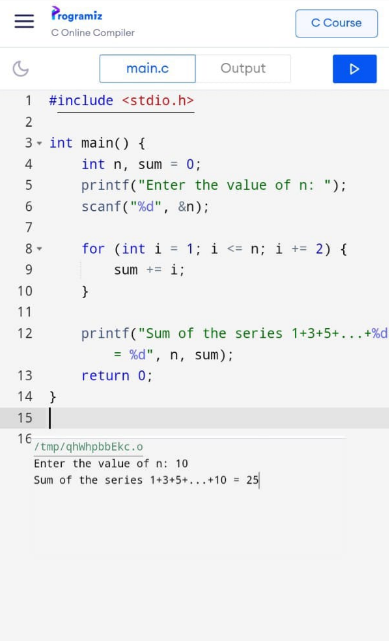 Programiz
C Online Compiler
C Course
main.c
Output
1 #include <stdio.h>
2
3 int main() {
4 int n, sum = 0;
5 printf("Enter the value of n: ");
6 scanf("%d", &n);
7
8 for (int i = 1; i <= n; i += 2) {
9 sum += i;
10 }
11
12 printf("Sum of the series 1+3+5+...+%d
= %d", n, sum);
13 return 0;
14 }
15
16
/tmp/qhWhpbbEkc.o
Enter the value of n: 10
Sum of the series 1+3+5+...+10 = 25